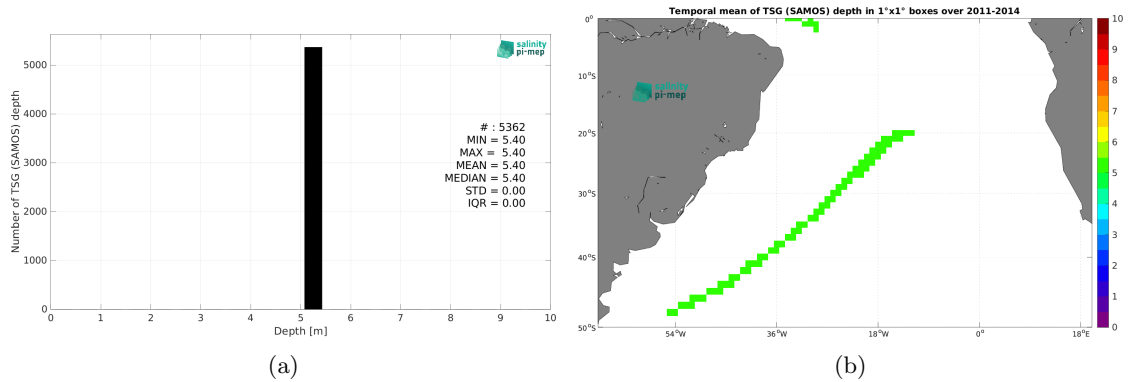 salinity
pi-mep
Number of TSG (SAMOS) depth
5000
4000
3000
2000
1000
0
# : 5362
MIN = 5.40
MAX = 5.40
MEAN = 5.40
MEDIAN = 5.40
STD = 0.00
IQR = 0.00
0 1 2 3 4 5 6 7 8 9 10
Depth [m]
(a)
Temporal mean of TSG (SAMOS) depth in 1°x1° boxes over 2011-2014
0°
10°S
20°S
30°S
40°S
50°S
salinity
pi-mep
54°W 36°W 18°W 0° 18°E
10
9
8
7
6
5
4
3
2
1
0
(b)